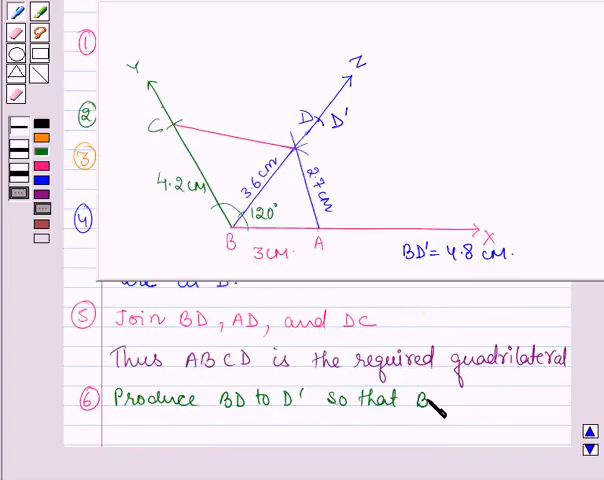 ①
Y
Z
②
C
D D'
③
3.6 cm
2.7 cm
4.2 cm
120°
④
B
A
X
3 cm.
BD' = 4.8 cm.
arc in D.
⑤ Join BD, AD, and DC
Thus ABCD is the required quadrilateral
⑥ Produce BD to D' so that B